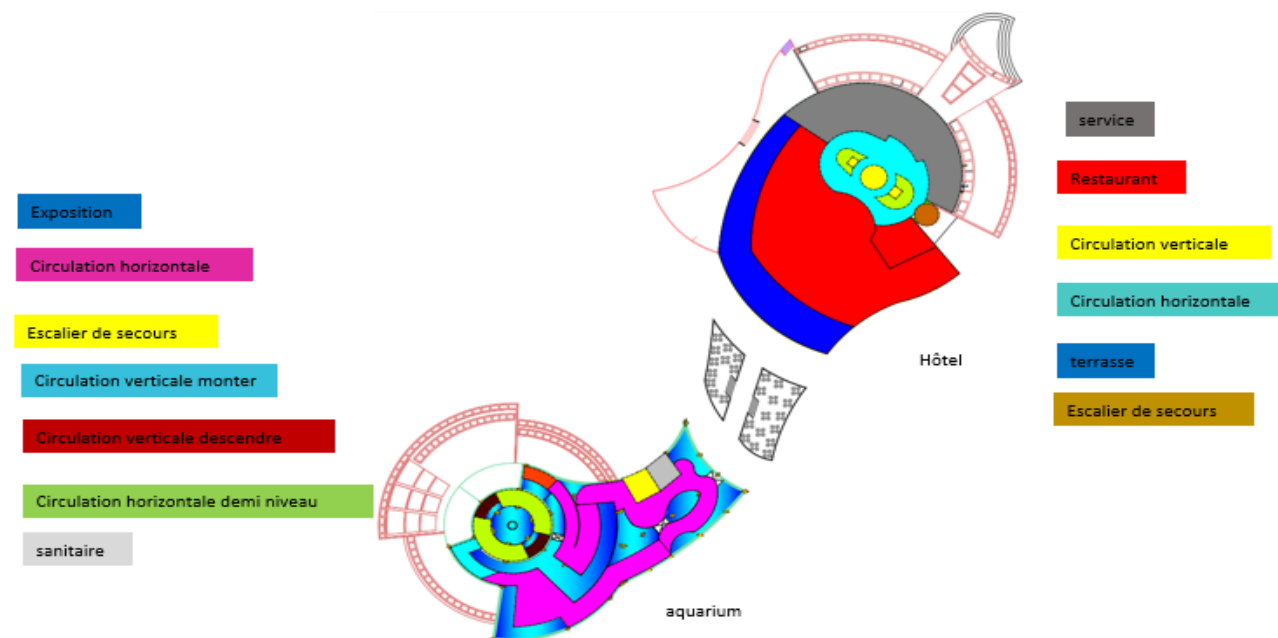 Exposition
Circulation horizontale
Escalier de secours
Circulation verticale monter
Circulation verticale descendre
Circulation horizontale demi niveau
sanitaire
service
Restaurant
Circulation verticale
Circulation horizontale
terrasse
Escalier de secours
Hôtel
aquarium